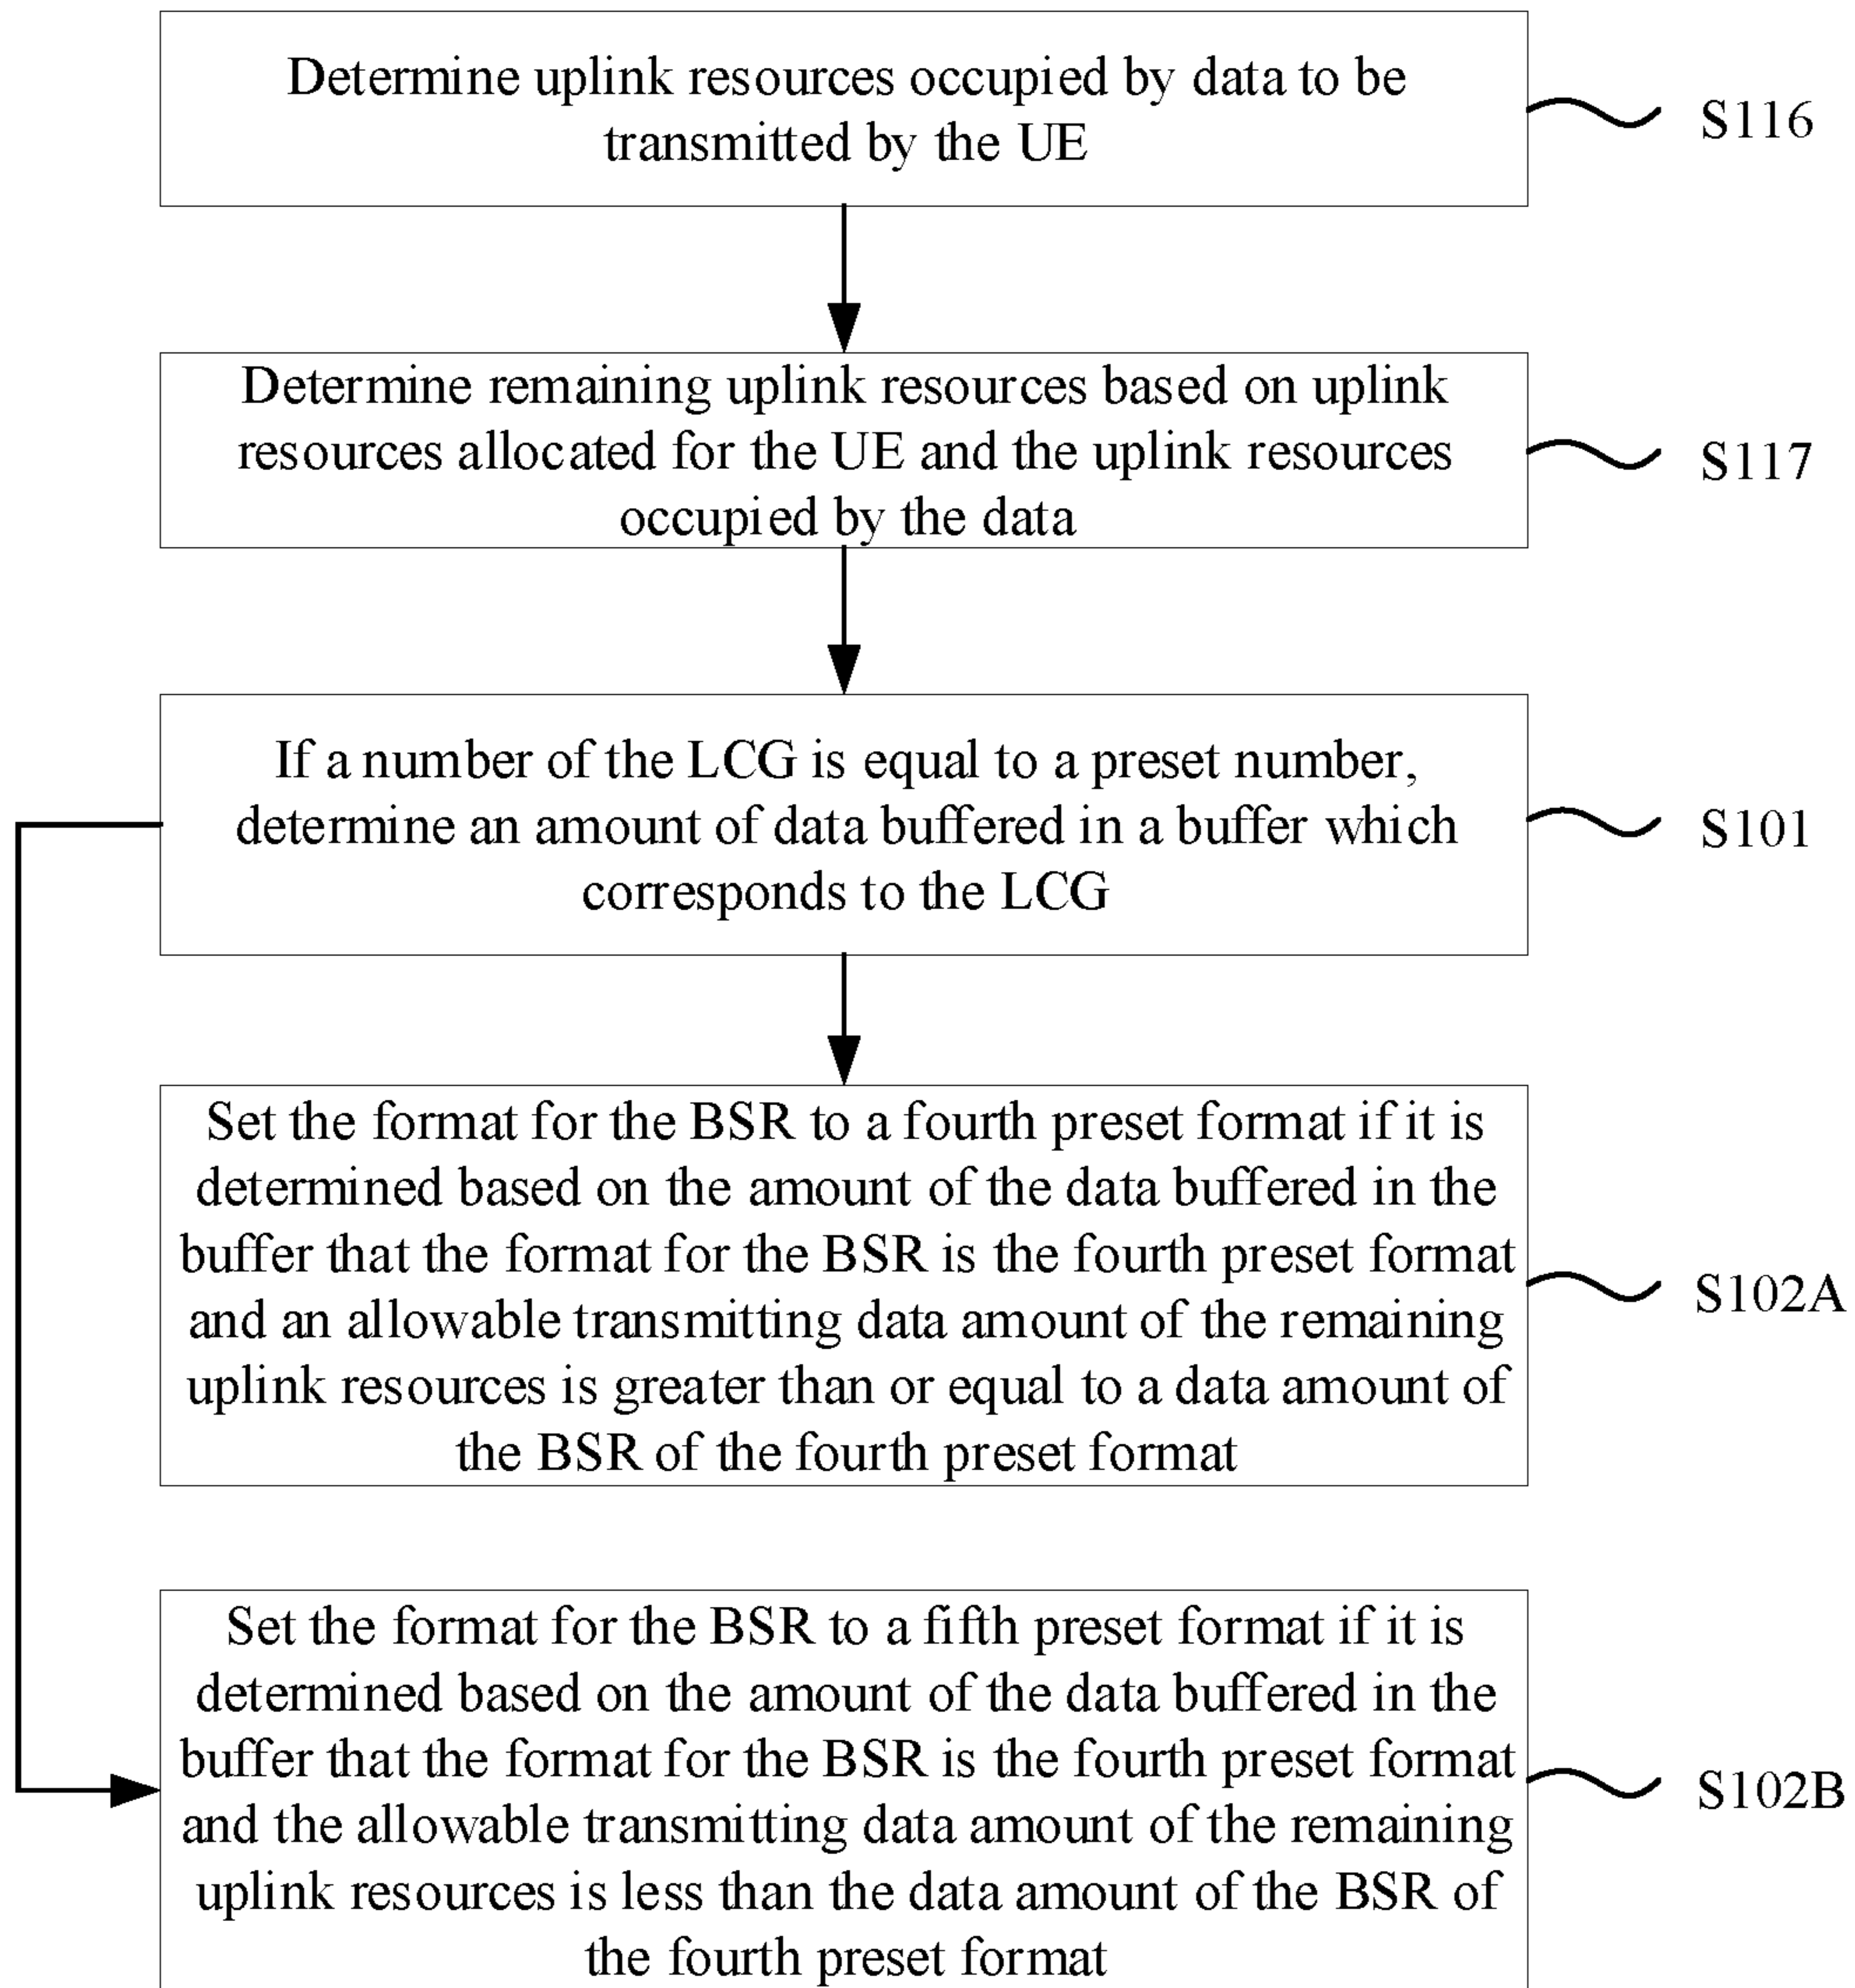 Determine uplink resources occupied by data to be
transmitted by the UE
S116
Determine remaining uplink resources based on uplink
resources allocated for the UE and the uplink resources
occupied by the data
S117
If a number of the LCG is equal to a preset number,
determine an amount of data buffered in a buffer which
corresponds to the LCG
S101
Set the format for the BSR to a fourth preset format if it is
determined based on the amount of the data buffered in the
buffer that the format for the BSR is the fourth preset format
and an allowable transmitting data amount of the remaining
uplink resources is greater than or equal to a data amount of
the BSR of the fourth preset format
S102A
Set the format for the BSR to a fifth preset format if it is
determined based on the amount of the data buffered in the
buffer that the format for the BSR is the fourth preset format
and the allowable transmitting data amount of the remaining
uplink resources is less than the data amount of the BSR of
the fourth preset format
S102B